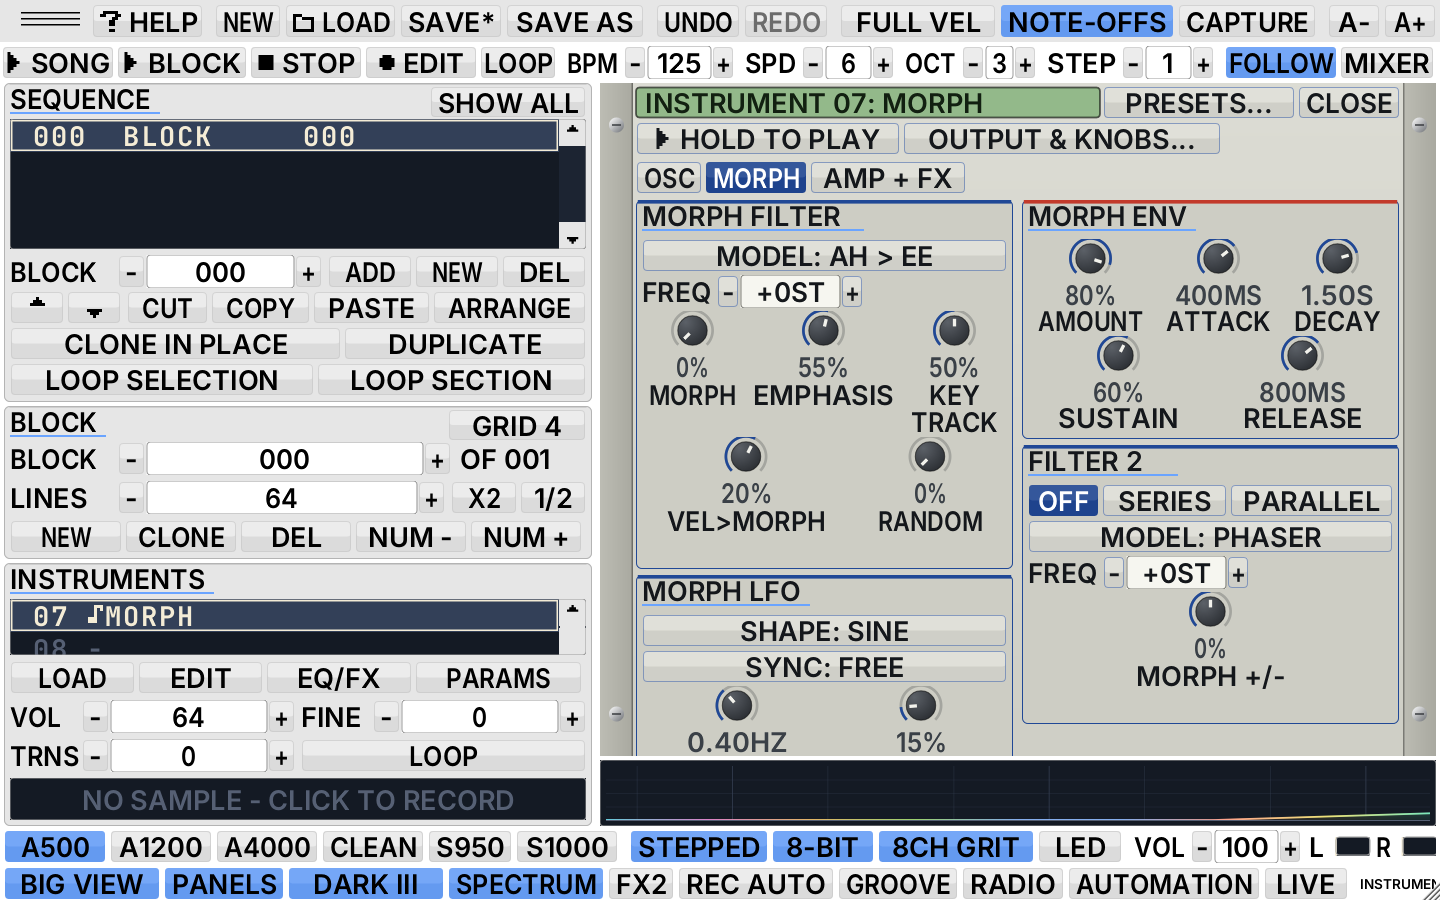 ? HELP NEW LOAD SAVE* SAVE AS UNDO REDO FULL VEL NOTE-OFFS CAPTURE A- A+
SONG BLOCK STOP EDIT LOOP BPM - 125 + SPD - 6 + OCT - 3 + STEP - 1 + FOLLOW MIXER
SEQUENCE SHOW ALL
000 BLOCK 000
BLOCK - 000 + ADD NEW DEL
CUT COPY PASTE ARRANGE
CLONE IN PLACE DUPLICATE
LOOP SELECTION LOOP SECTION
BLOCK GRID 4
BLOCK - 000 + OF 001
LINES - 64 + X2 1/2
NEW CLONE DEL NUM - NUM +
INSTRUMENTS
07 MORPH
08 -
LOAD EDIT EQ/FX PARAMS
VOL - 64 + FINE - 0 +
TRNS - 0 + LOOP
NO SAMPLE - CLICK TO RECORD
INSTRUMENT 07: MORPH PRESETS... CLOSE
HOLD TO PLAY OUTPUT & KNOBS...
OSC MORPH AMP + FX
MORPH FILTER
MODEL: AH > EE
FREQ - +0ST +
0% 55% 50%
MORPH EMPHASIS KEY TRACK
20% 0%
VEL>MORPH RANDOM
MORPH LFO
SHAPE: SINE
SYNC: FREE
0.40HZ 15%
MORPH ENV
80% 400MS 1.50S
AMOUNT ATTACK DECAY
60% 800MS
SUSTAIN RELEASE
FILTER 2
OFF SERIES PARALLEL
MODEL: PHASER
FREQ - +0ST +
0%
MORPH +/-
A500 A1200 A4000 CLEAN S950 S1000 STEPPED 8-BIT 8CH GRIT LED VOL - 100 + L R
BIG VIEW PANELS DARK III SPECTRUM FX2 REC AUTO GROOVE RADIO AUTOMATION LIVE